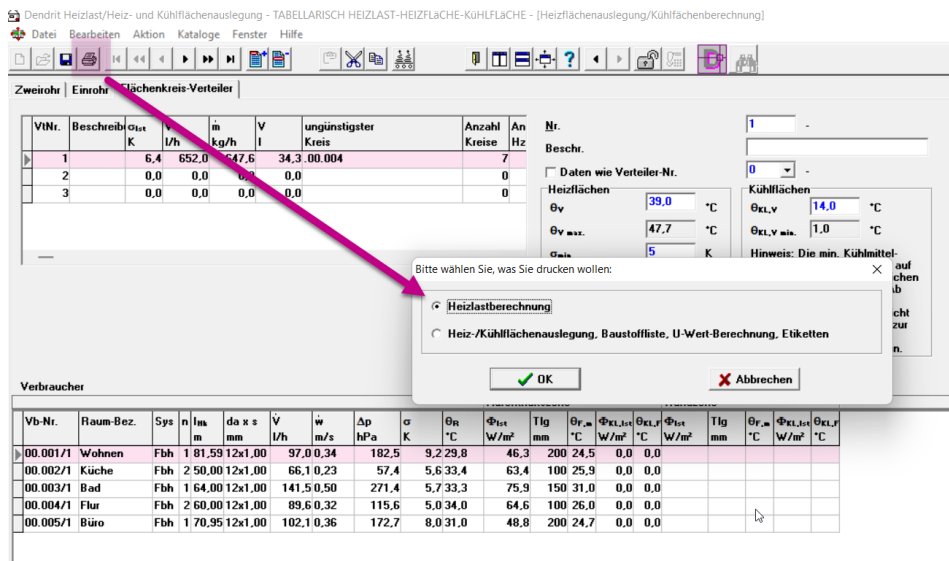 Dendrit Heizlast/Heiz- und Kühlflächenauslegung - TABELLARISCH HEIZLAST-HEIZFLäCHE-KüHLFLäCHE - [Heizflächenauslegung/Kühlfächenberechnung]
Datei Bearbeiten Aktion Kataloge Fenster Hilfe
Zweirohr Einrohr Flächenkreis-Verteiler
VtNr. Beschreib σIst K l/h ṁ kg/h V l ungünstigster Kreis Anzahl Kreise An Hz
1 6,4 652,0 647,6 34,3 .00.004 7
2 0,0 0,0 0,0 0,0 0
3 0,0 0,0 0,0 0,0 0
Nr. 1 -
Beschr.
Daten wie Verteiler-Nr. 0 -
Heizflächen
θV 39,0 °C
θV max. 47,7 °C
σmin 5 K
Kühlflächen
θKL,V 14,0 °C
θKL,V min. 1,0 °C
Hinweis: Die min. Kühlmittel-
auf
chen
cht
zur
n.
Bitte wählen Sie, was Sie drucken wollen:
Heizlastberechnung
Heiz-/Kühlflächenauslegung, Baustoffliste, U-Wert-Berechnung, Etiketten
OK Abbrechen
Verbraucher
Vb-Nr. Raum-Bez. Sys n lHk m da x s mm V̇ l/h ẇ m/s Δp hPa σ K θR °C ΦIst W/m² Tlg mm θF,m °C ΦKL,Ist W/m² θKL,F °C ΦIst W/m² Tlg mm θF,m °C ΦKL,Ist W/m² θKL,F °C
00.001/1 Wohnen Fbh 1 81,59 12x1,00 97,0 0,34 182,5 9,2 29,8 46,3 200 24,5 0,0 0,0
00.002/1 Küche Fbh 2 50,00 12x1,00 66,1 0,23 57,4 5,6 33,4 63,4 100 25,9 0,0 0,0
00.003/1 Bad Fbh 1 64,00 12x1,00 141,5 0,50 271,4 5,7 33,3 75,9 150 31,0 0,0 0,0
00.004/1 Flur Fbh 2 60,00 12x1,00 89,6 0,32 115,6 5,0 34,0 64,6 100 26,0 0,0 0,0
00.005/1 Büro Fbh 1 70,95 12x1,00 102,1 0,36 172,7 8,0 31,0 48,8 200 24,7 0,0 0,0